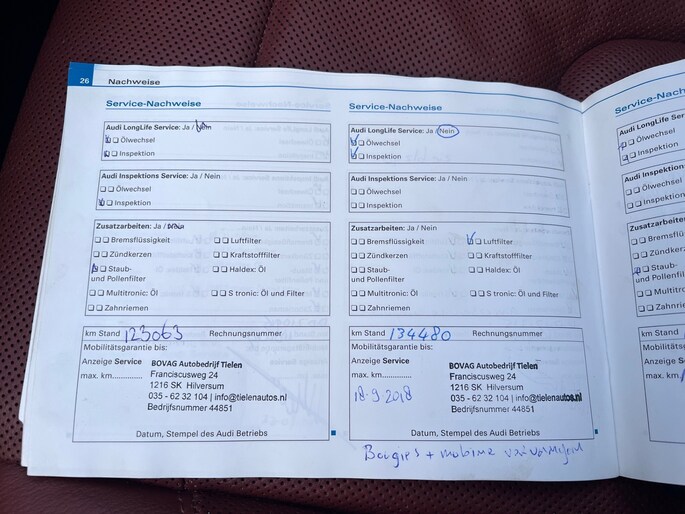 26 Nachweise
Service-Nachweise
Audi LongLife Service: Ja / Nein
Ölwechsel
Inspektion
Audi Inspektions Service: Ja / Nein
Ölwechsel
Inspektion
Zusatzarbeiten: Ja / Nein
Bremsflüssigkeit Luftfilter
Zündkerzen Kraftstofffilter
Staub- Haldex: Öl
und Pollenfilter
Multitronic: Öl S tronic: Öl und Filter
Zahnriemen
km Stand 123063 Rechnungsnummer
Mobilitätsgarantie bis:
Anzeige Service BOVAG Autobedrijf Tielen
max. km.............. Franciscusweg 24
1216 SK Hilversum
035 - 62 32 104 | info@tielenautos.nl
Bedrijfsnummer 44851
Datum, Stempel des Audi Betriebs
Service-Nachweise
Audi LongLife Service: Ja / Nein
Ölwechsel
Inspektion
Audi Inspektions Service: Ja / Nein
Ölwechsel
Inspektion
Zusatzarbeiten: Ja / Nein
Bremsflüssigkeit Luftfilter
Zündkerzen Kraftstofffilter
Staub- Haldex: Öl
und Pollenfilter
Multitronic: Öl S tronic: Öl und Filter
Zahnriemen
km Stand 134480 Rechnungsnummer
Mobilitätsgarantie bis:
Anzeige Service BOVAG Autobedrijf Tielen
max. km.............. Franciscusweg 24
1216 SK Hilversum
18-9 2018 035 - 62 32 104 | info@tielenautos.nl
Bedrijfsnummer 44851
Datum, Stempel des Audi Betriebs
Bougies +
Service-Nachweise
Audi LongLife Service
Ölwechsel
Inspektion
Audi Inspektions
Ölwechsel
Inspektion
Zusatzarbeiten: J
Zündkerzen
Staub-
und Pollenfilter
Multitronic:
Zahnriemen
km Stand
Mobilitätsgarantie
Anzeige
max. km